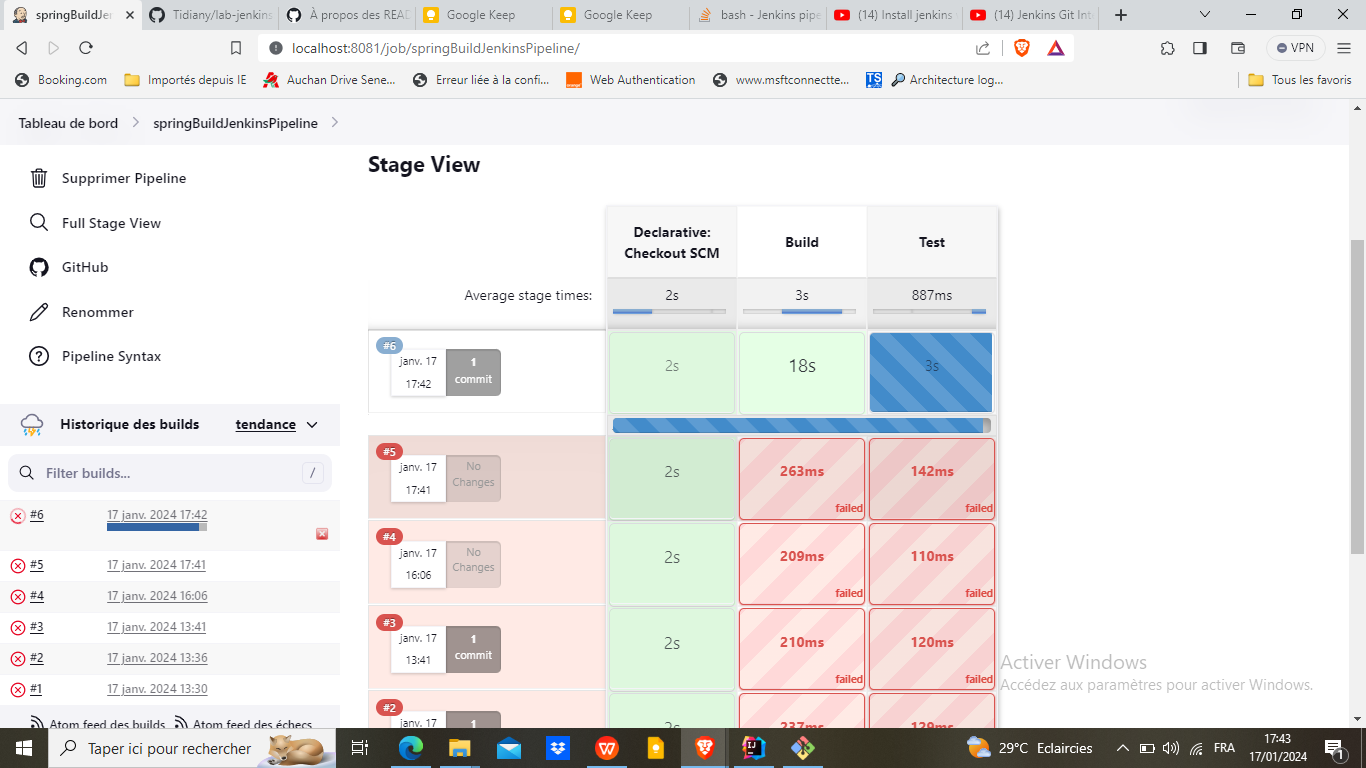 springBuildJen
Tidiany/lab-jenkins
À propos des READ
Google Keep
Google Keep
bash - Jenkins pipe
(14) Install jenkins
(14) Jenkins Git Int
localhost:8081/job/springBuildJenkinsPipeline/
VPN
Booking.com
Importés depuis IE
Auchan Drive Sene...
Erreur liée à la confi...
Web Authentication
www.msftconnectte...
TS
Architecture log...
Tous les favoris
Tableau de bord
springBuildJenkinsPipeline
Supprimer Pipeline
Full Stage View
GitHub
Renommer
Pipeline Syntax
Historique des builds
tendance
Filter builds...
/
#6
17 janv. 2024 17:42
#5
17 janv. 2024 17:41
#4
17 janv. 2024 16:06
#3
17 janv. 2024 13:41
#2
17 janv. 2024 13:36
#1
17 janv. 2024 13:30
Atom feed des builds
Atom feed des échecs
Stage View
Declarative:
Checkout SCM
Build
Test
Average stage times:
2s
3s
887ms
#6
janv. 17
17:42
1
commit
2s
18s
3s
#5
janv. 17
17:41
No
Changes
2s
263ms
failed
142ms
failed
#4
janv. 17
16:06
No
Changes
2s
209ms
failed
110ms
failed
#3
janv. 17
13:41
1
commit
2s
210ms
failed
120ms
failed
#2
janv. 17
1
2s
237ms
129ms
Activer Windows
Accédez aux paramètres pour activer Windows.
Taper ici pour rechercher
29°C
Eclaircies
FRA
17:43
17/01/2024
1